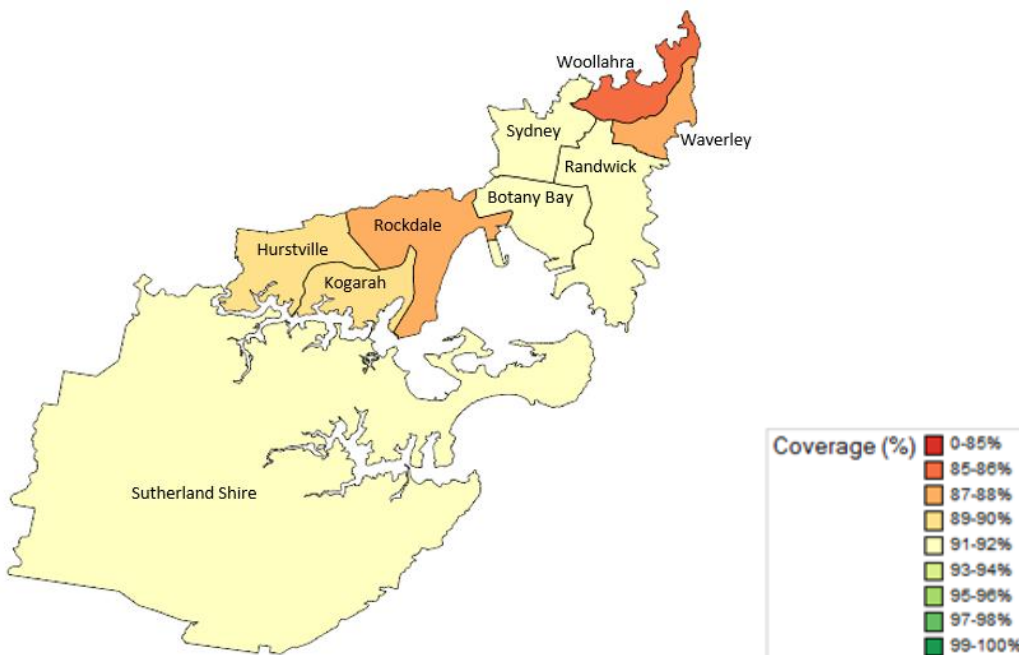 Woollahra
Sydney
Waverley
Randwick
Botany Bay
Rockdale
Hurstville
Kogarah
Sutherland Shire
Coverage (%)
0-85%
85-86%
87-88%
89-90%
91-92%
93-94%
95-96%
97-98%
99-100%